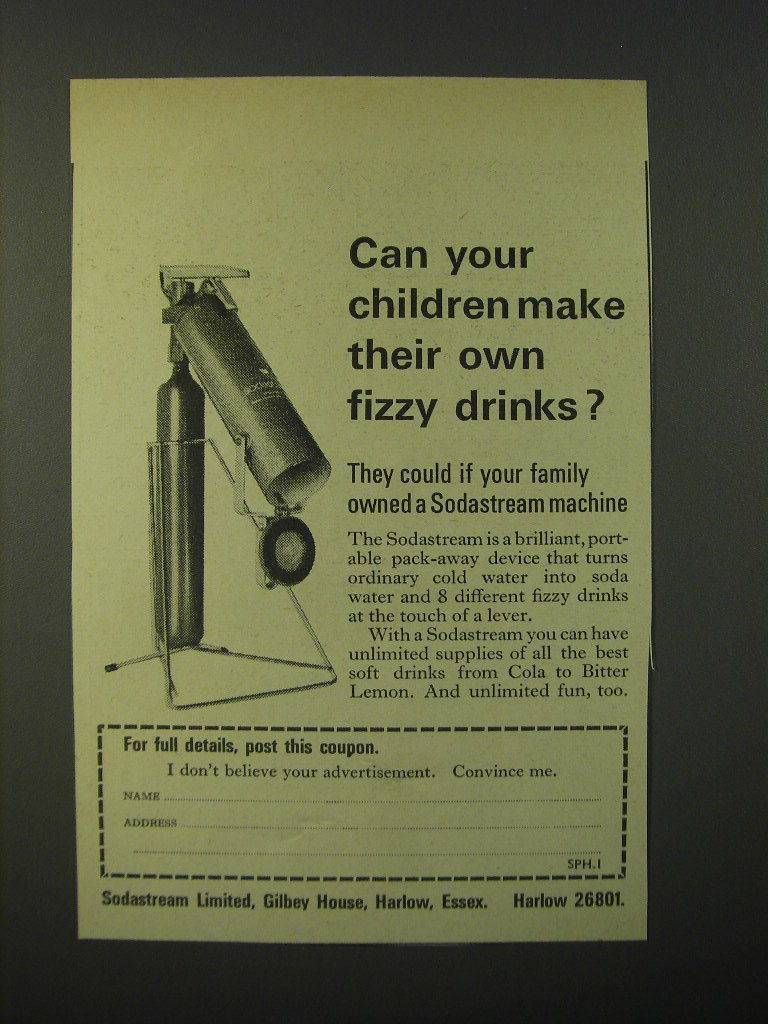 Can your
children make
their own
fizzy drinks?
They could if your family
owned a Sodastream machine
The Sodastream is a brilliant, port-
able pack-away device that turns
ordinary cold water into soda
water and 8 different fizzy drinks
at the touch of a lever.
With a Sodastream you can have
unlimited supplies of all the best
soft drinks from Cola to Bitter
Lemon. And unlimited fun, too.
For full details, post this coupon.
I don't believe your advertisement. Convince me.
NAME
ADDRESS
SPH.1
Sodastream Limited, Gilbey House, Harlow, Essex. Harlow 26801.